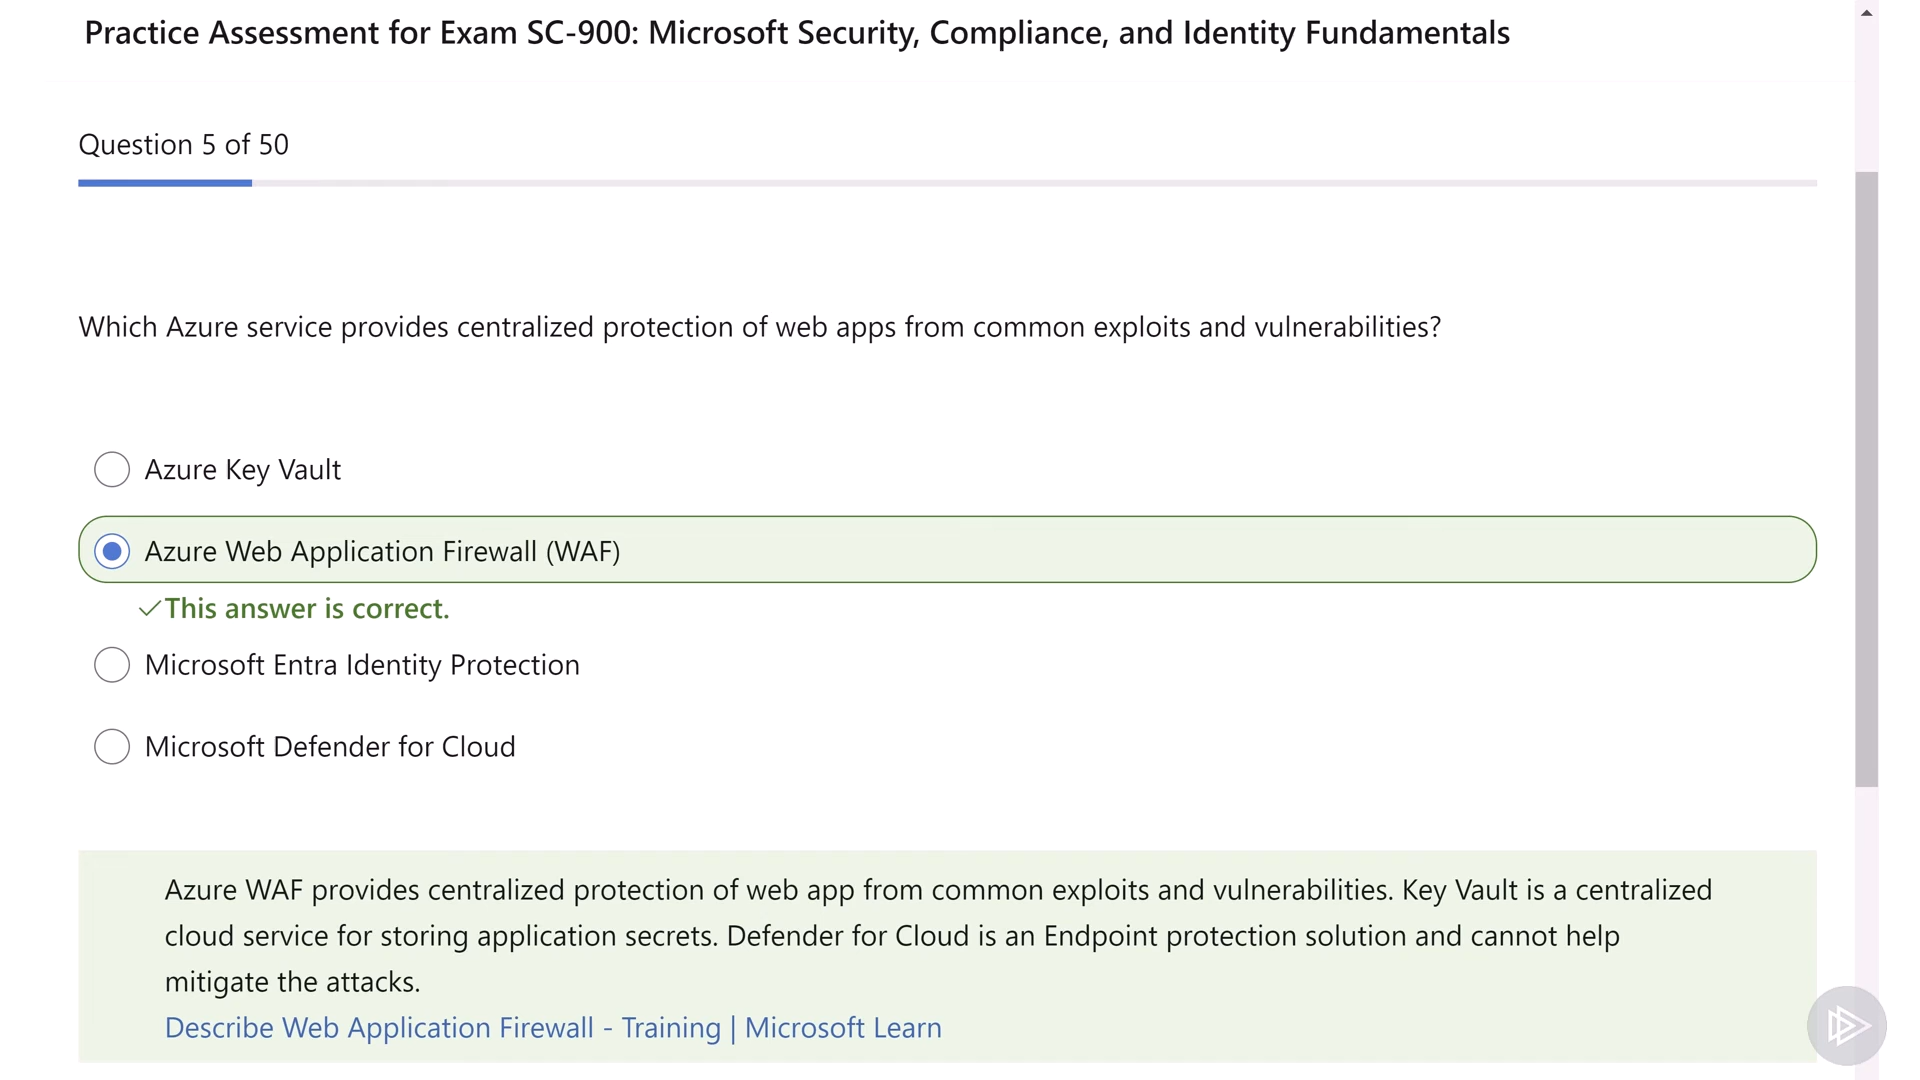 Practice Assessment for Exam SC-900: Microsoft Security, Compliance, and Identity Fundamentals
Question 5 of 50
Which Azure service provides centralized protection of web apps from common exploits and vulnerabilities?
Azure Key Vault
Azure Web Application Firewall (WAF)
This answer is correct.
Microsoft Entra Identity Protection
Microsoft Defender for Cloud
Azure WAF provides centralized protection of web app from common exploits and vulnerabilities. Key Vault is a centralized
cloud service for storing application secrets. Defender for Cloud is an Endpoint protection solution and cannot help
mitigate the attacks.
Describe Web Application Firewall - Training | Microsoft Learn